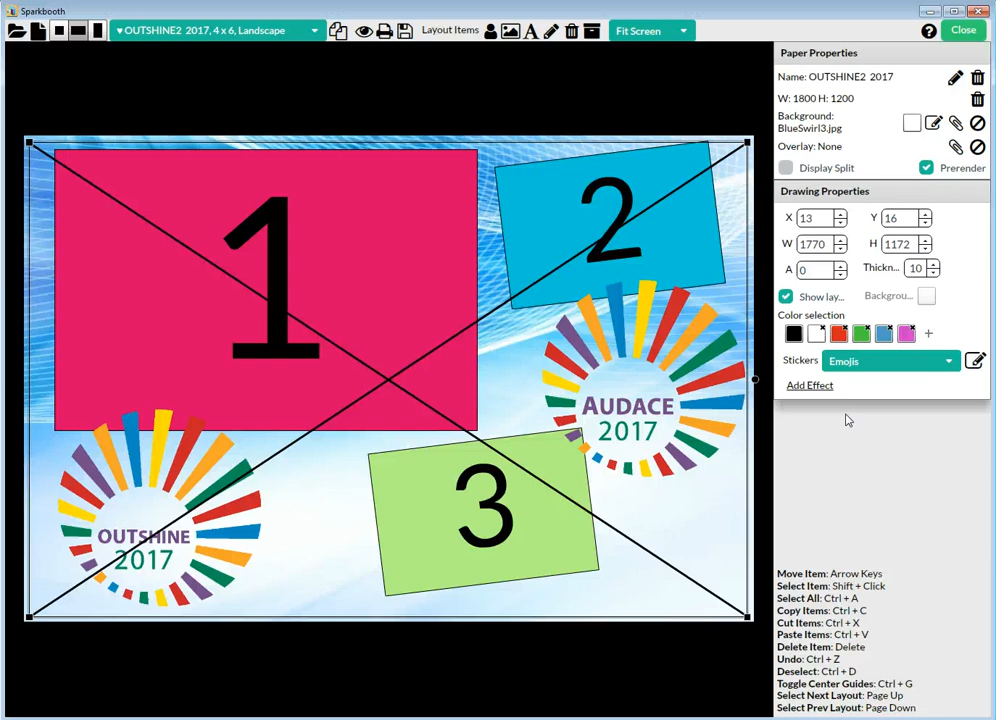 Sparkbooth
♥ OUTSHINE2 2017, 4 x 6, Landscape
Layout Items
Fit Screen
Close
Paper Properties
Name: OUTSHINE2 2017
W: 1800 H: 1200
Background:
BlueSwirl3.jpg
Overlay: None
Display Split
Prerender
Drawing Properties
X 13 Y 16
W 1770 H 1172
A 0 Thickn... 10
Show lay... Backgrou...
Color selection
Stickers Emojis
Add Effect
1
2
3
AUDACE
2017
OUTSHINE
2017
Move Item: Arrow Keys
Select Item: Shift + Click
Select All: Ctrl + A
Copy Items: Ctrl + C
Cut Items: Ctrl + X
Paste Items: Ctrl + V
Delete Item: Delete
Undo: Ctrl + Z
Deselect: Ctrl + D
Toggle Center Guides: Ctrl + G
Select Next Layout: Page Up
Select Prev Layout: Page Down